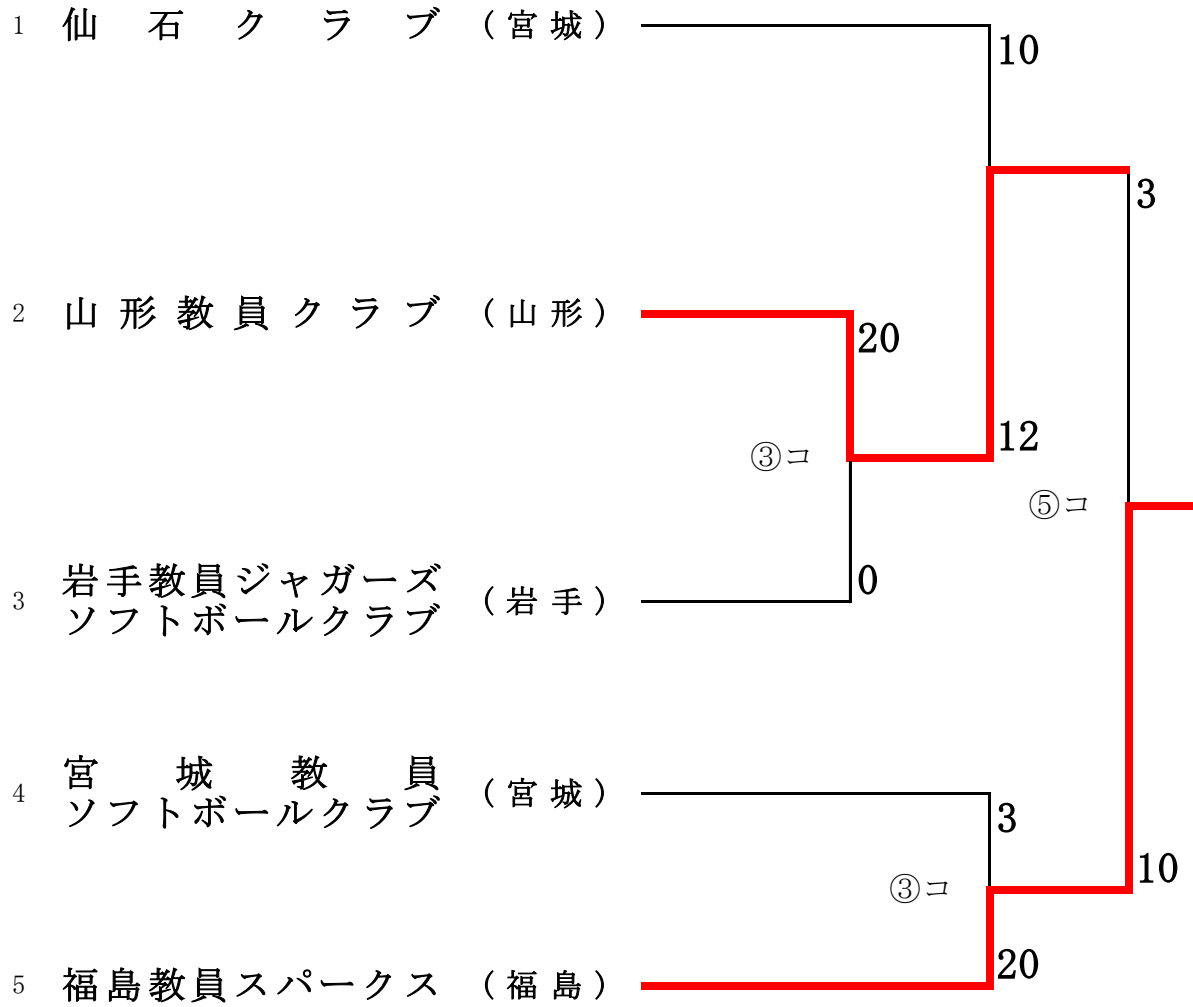 1 仙石クラブ (宮城)
10
3
2 山形教員クラブ (山形)
20
12
③コ
⑤コ
3 岩手教員ジャガーズ
ソフトボールクラブ (岩手)
0
4 宮城教員
ソフトボールクラブ (宮城)
3
10
③コ
20
5 福島教員スパークス (福島)